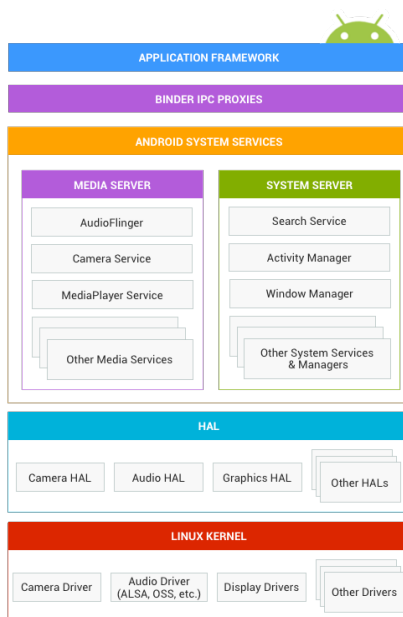 APPLICATION FRAMEWORK
BINDER IPC PROXIES
ANDROID SYSTEM SERVICES
MEDIA SERVER
AudioFlinger
Camera Service
MediaPlayer Service
Other Media Services
SYSTEM SERVER
Search Service
Activity Manager
Window Manager
Other System Services
& Managers
HAL
Camera HAL
Audio HAL
Graphics HAL
Other HALs
LINUX KERNEL
Camera Driver
Audio Driver
(ALSA, OSS, etc.)
Display Drivers
Other Drivers